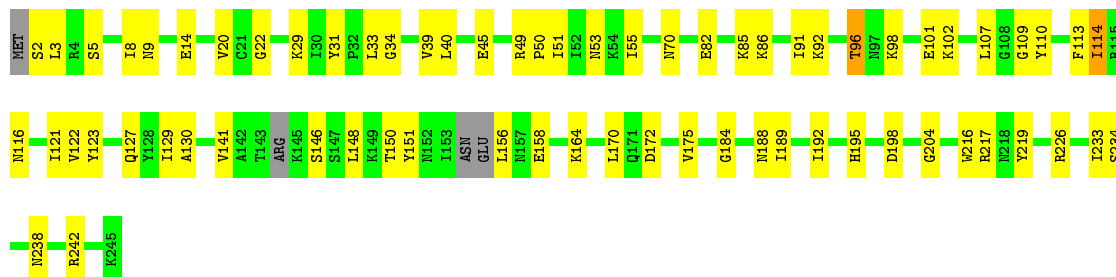 MET S2 L3 R4 S5 I8 N9 E14 V20 C21 G22 K29 I30 Y31 P32 L33 G34 V39 L40 E45 R49 P50 I51 I52 N53 K54 I55 N70 E82 K85 K86 I91 K92 T96 N97 K98 E101 K102 L107 G108 G109 Y110 F113 I114 R115
N116 I121 V122 Y123 Q127 Y128 I129 A130 V141 A142 T143 ARG K145 S146 S147 L148 K149 T150 Y151 N152 I153 ASN GLU L156 N157 E158 K164 L170 Q171 D172 V175 G184 N188 I189 I192 H195 D198 G204 W216 R217 N218 Y219 R226 I233
N238 R242 K245